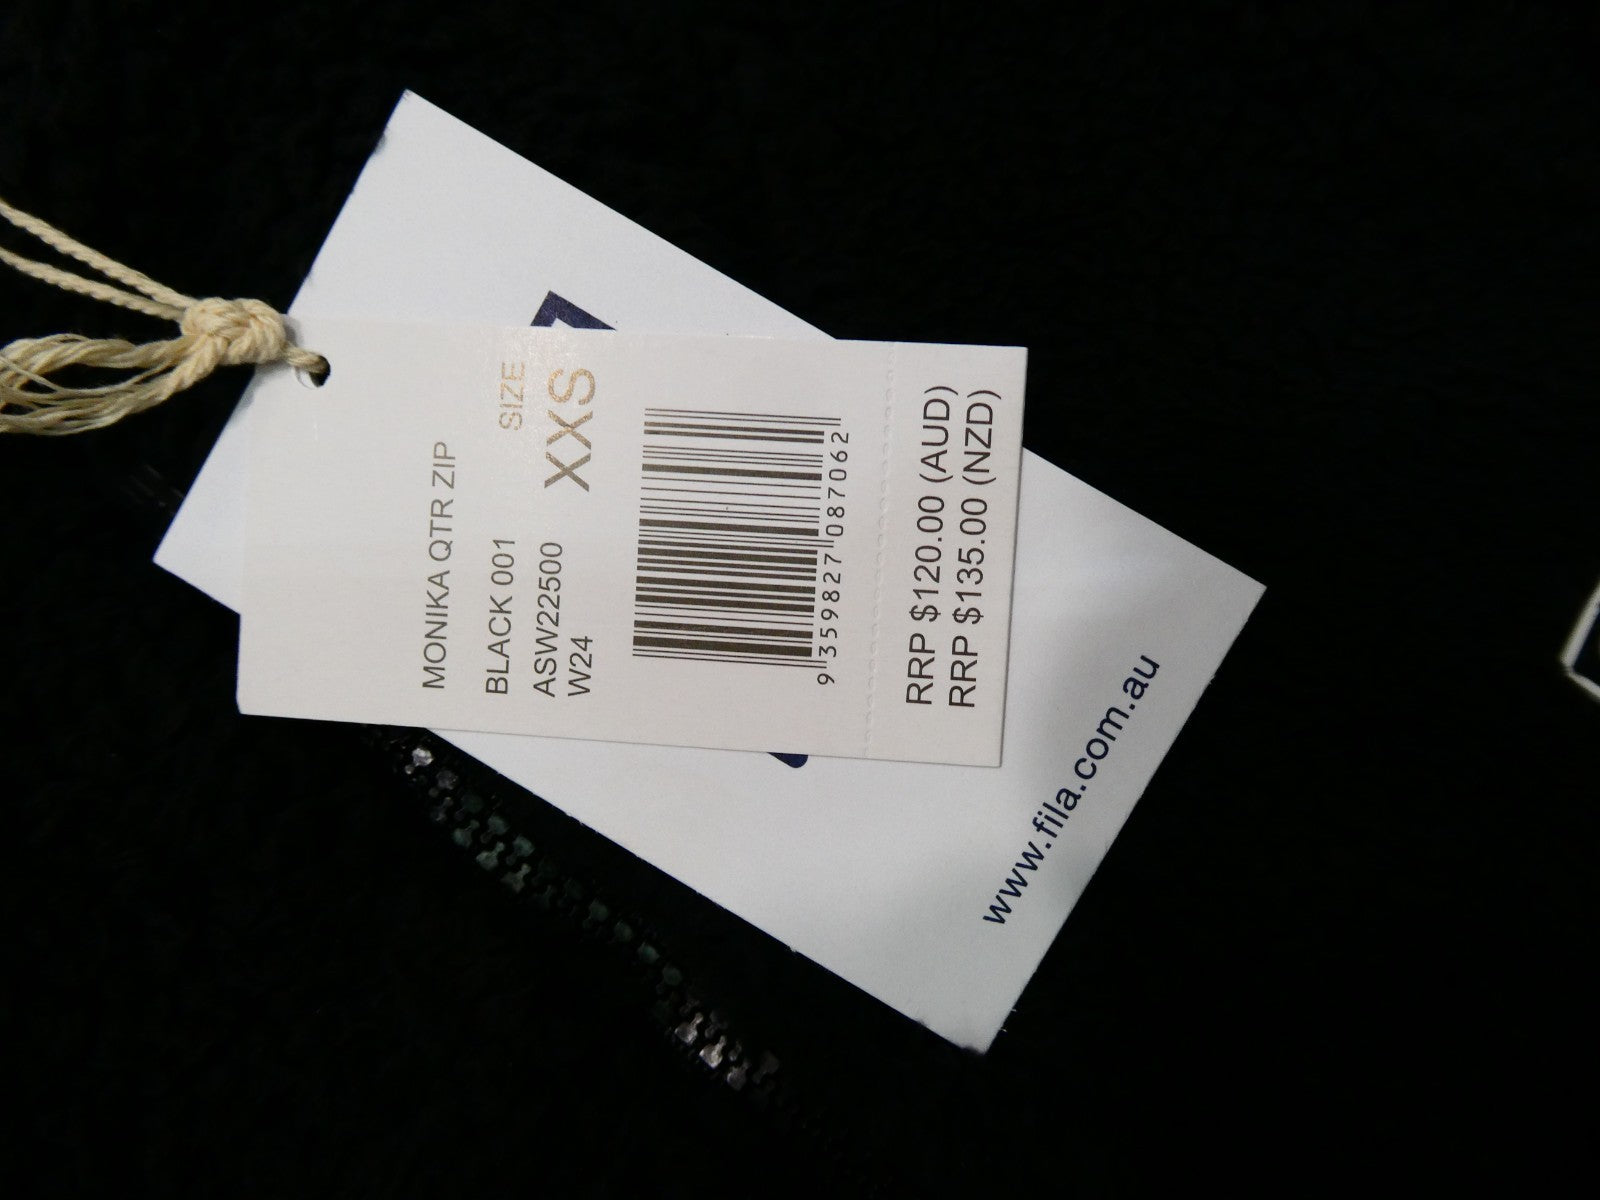 MONIKA QTR ZIP
BLACK 001
SIZE
ASW22500
XXS
W24
9 359827 087062
RRP $120.00 (AUD)
RRP $135.00 (NZD)
www.fila.com.au